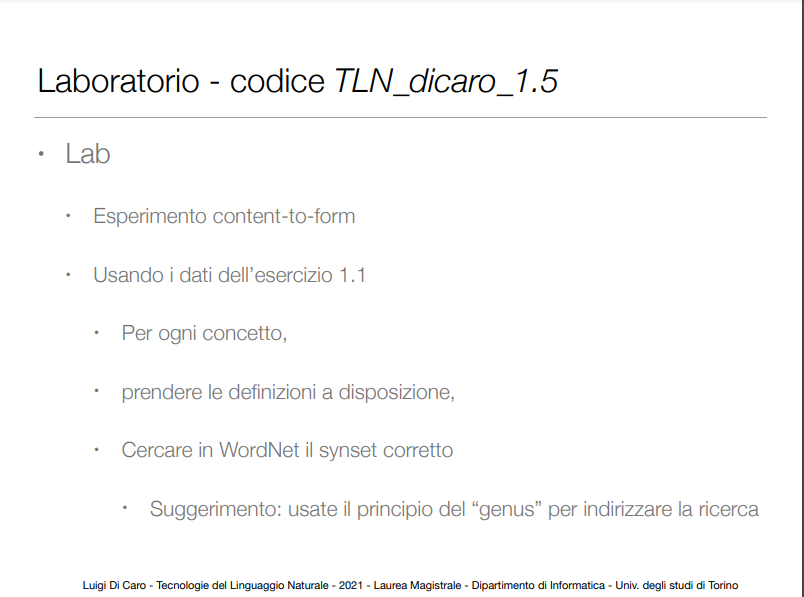 Laboratorio - codice TLN_dicaro_1.5
• Lab
• Esperimento content-to-form
• Usando i dati dell’esercizio 1.1
• Per ogni concetto,
• prendere le definizioni a disposizione,
• Cercare in WordNet il synset corretto
• Suggerimento: usate il principio del “genus” per indirizzare la ricerca
Luigi Di Caro - Tecnologie del Linguaggio Naturale - 2021 - Laurea Magistrale - Dipartimento di Informatica - Univ. degli studi di Torino